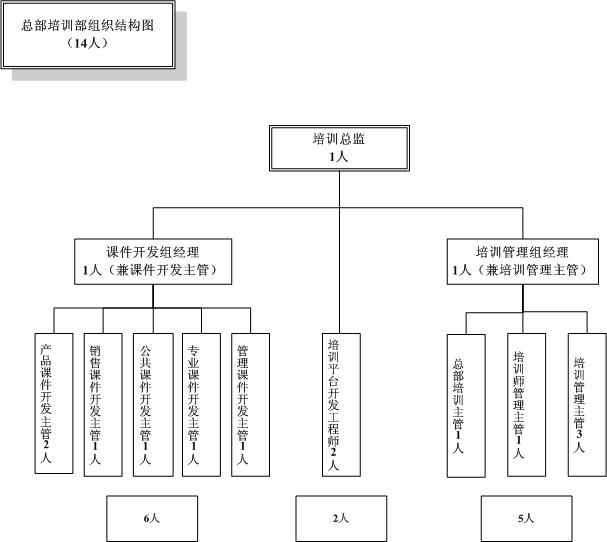 总部培训部组织结构图
（14人）
培训总监
1人
课件开发组经理
1人（兼课件开发主管）
培训管理组经理
1人（兼培训管理主管）
产品课件开发主管2人
销售课件开发主管1人
公共课件开发主管1人
专业课件开发主管1人
管理课件开发主管1人
培训平台开发工程师2人
总部培训主管1人
培训师管理主管1人
培训管理主管3人
6人
2人
5人